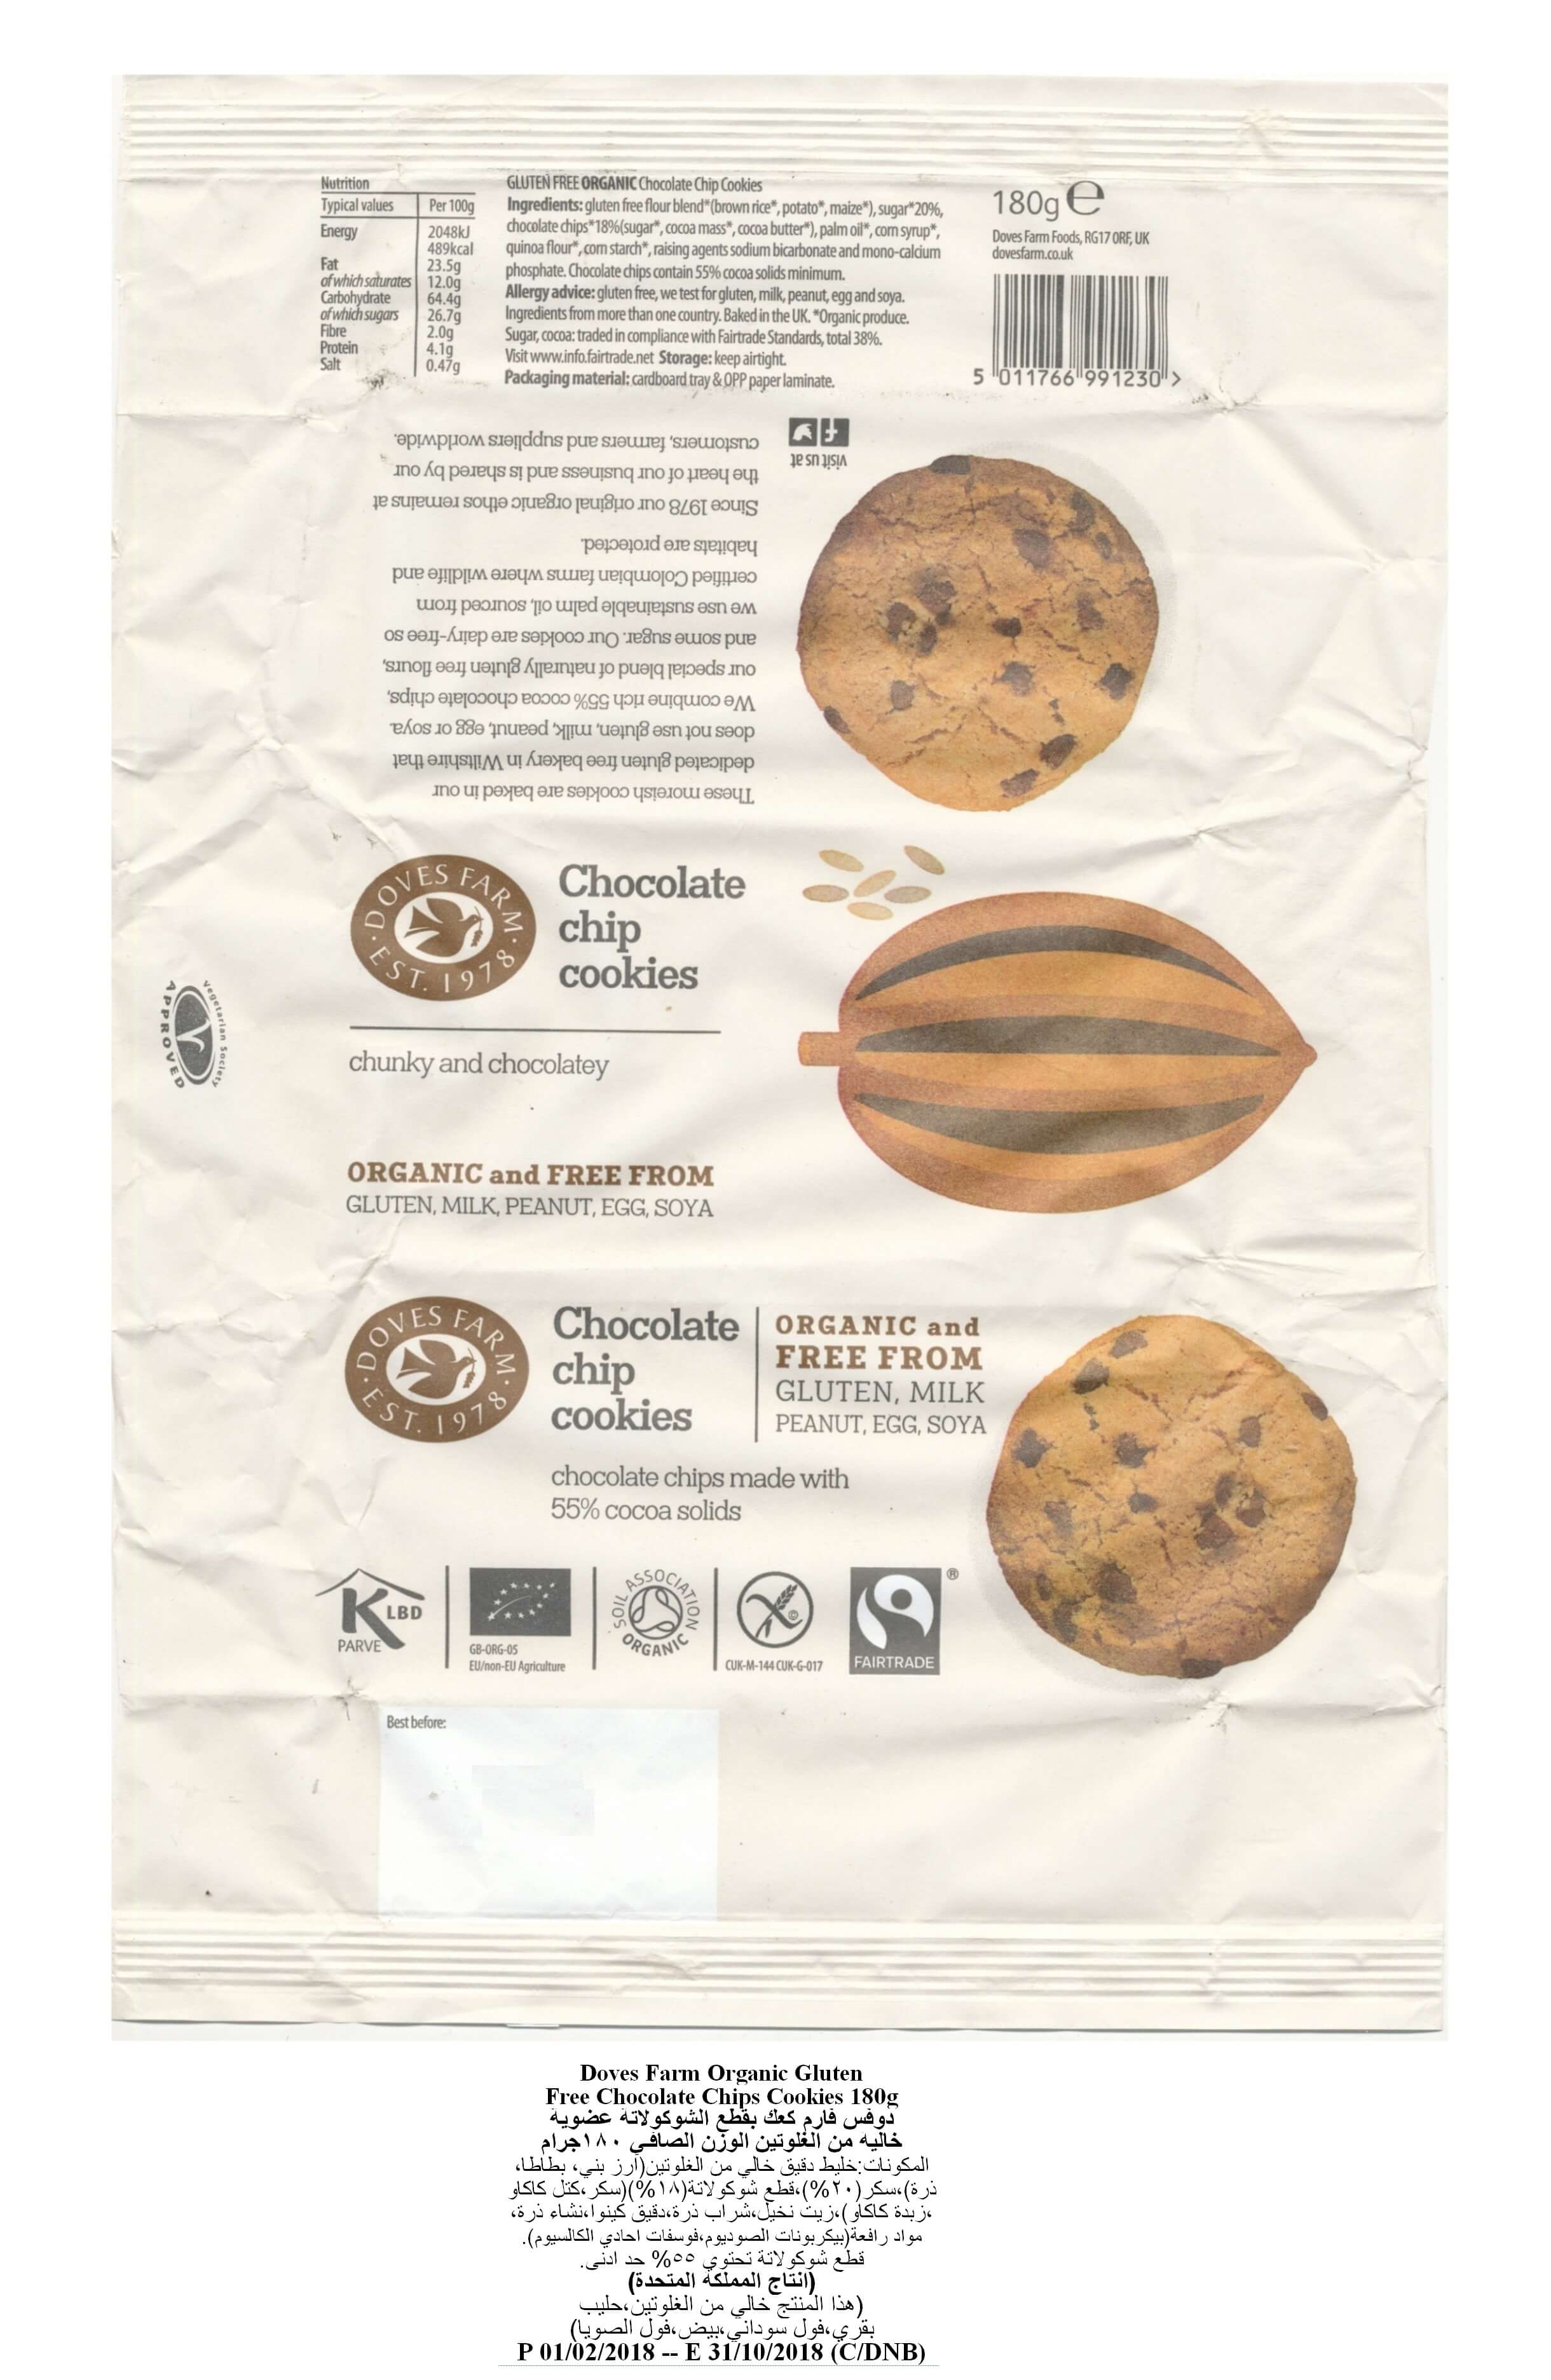 Nutrition
Typical values Per 100g
Energy 2048kJ
489kcal
Fat 23.5g
of which saturates 12.0g
Carbohydrate 64.4g
of which sugars 26.7g
Fibre 2.0g
Protein 4.1g
Salt 0.47g
GLUTEN FREE ORGANIC Chocolate Chip Cookies
Ingredients: gluten free flour blend* (brown rice*, potato*, maize*), sugar*20%,
chocolate chips*18%(sugar*, cocoa mass*, cocoa butter*), palm oil*, corn syrup*,
quinoa flour*, corn starch*, raising agents sodium bicarbonate and mono-calcium
phosphate. Chocolate chips contain 55% cocoa solids minimum.
Allergy advice: gluten free, we test for gluten, milk, peanut, egg and soya.
Ingredients from more than one country. Baked in the UK. *Organic produce.
Sugar, cocoa: traded in compliance with Fairtrade Standards, total 38%.
Visit www.info.fairtrade.net Storage: keep airtight.
Packaging material: cardboard tray & OPP paper laminate.
180g e
Doves Farm Foods, RG17 0RF, UK
dovesfarm.co.uk
5 011766 991230 >
These moreish cookies are baked in our
dedicated gluten free bakery in Wiltshire that
does not use gluten, milk, peanut, egg or soya.
We combine rich 55% cocoa chocolate chips,
our special blend of naturally gluten free flours,
and some sugar. Our cookies are dairy-free so
we use sustainable palm oil, sourced from
certified Colombian farms where wildlife and
habitats are protected.
Since 1978 our original organic ethos remains at
the heart of our business and is shared by our
customers, farmers and suppliers worldwide.
visit us at
f
DOVES FARM
EST. 1978
Chocolate
chip
cookies
chunky and chocolatey
Vegetarian Society
APPROVED
ORGANIC and FREE FROM
GLUTEN, MILK, PEANUT, EGG, SOYA
DOVES FARM
EST. 1978
Chocolate
chip
cookies
ORGANIC and
FREE FROM
GLUTEN, MILK
PEANUT, EGG, SOYA
chocolate chips made with
55% cocoa solids
K LBD
PARVE
GB-ORG-05
EU/non-EU Agriculture
SOIL ASSOCIATION
ORGANIC
©
CUK-M-144 CUK-G-017
®
FAIRTRADE
Best before:
Doves Farm Organic Gluten
Free Chocolate Chips Cookies 180g
دوفس فارم كعك بقطع الشوكولاتة عضوية
خاليه من الغلوتين الوزن الصافي ١٨٠جرام
المكونات:خليط دقيق خالي من الغلوتين(أرز بني، بطاطا،
ذرة)،سكر(٢٠%)،قطع شوكولاتة(١٨%)(سكر،كتل كاكاو
،زبدة كاكاو)،زيت نخيل،شراب ذرة،دقيق كينوا،نشاء ذرة،
مواد رافعة(بيكربونات الصوديوم،فوسفات احادي الكالسيوم).
قطع شوكولاتة تحتوي ٥٥% حد ادنى.
(انتاج المملكة المتحدة)
(هذا المنتج خالي من الغلوتين،حليب
بقري،فول سوداني،بيض،فول الصويا)
P 01/02/2018 -- E 31/10/2018 (C/DNB)